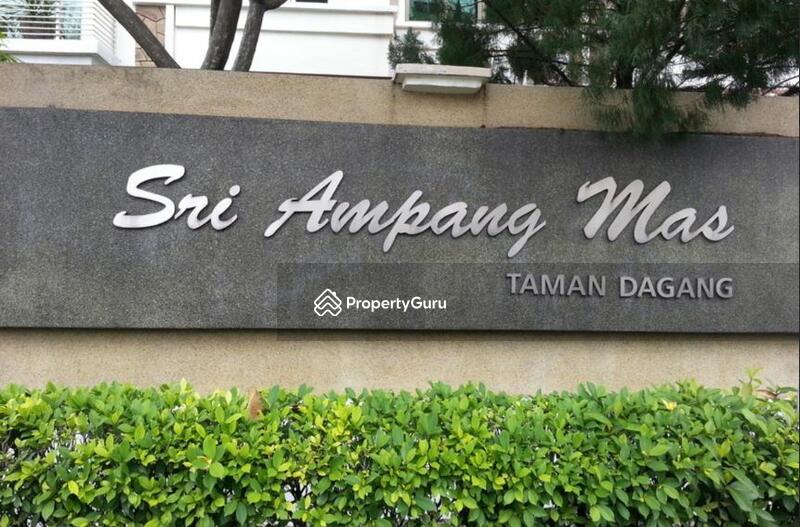 Sri Ampang Mas
TAMAN DAGANG
PropertyGuru